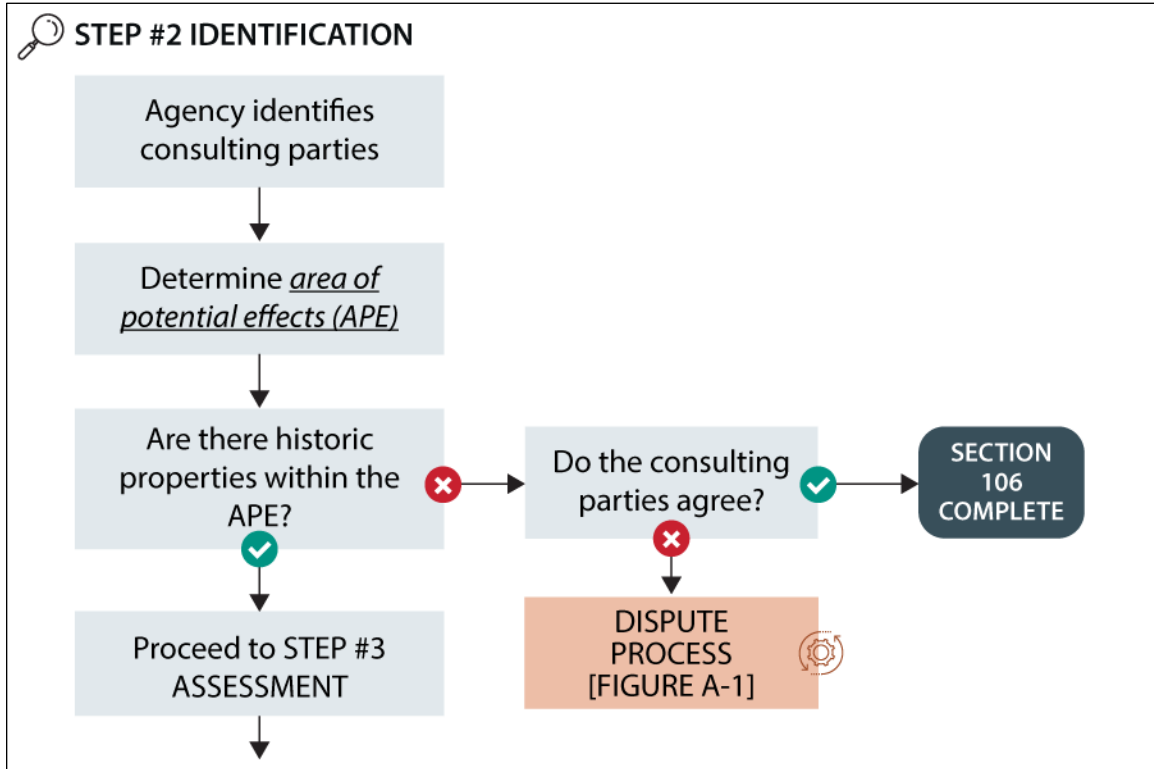 STEP #2 IDENTIFICATION
Agency identifies
consulting parties
Determine area of
potential effects (APE)
Are there historic
properties within the
APE?
Do the consulting
parties agree?
SECTION
106
COMPLETE
Proceed to STEP #3
ASSESSMENT
DISPUTE
PROCESS
[FIGURE A-1]